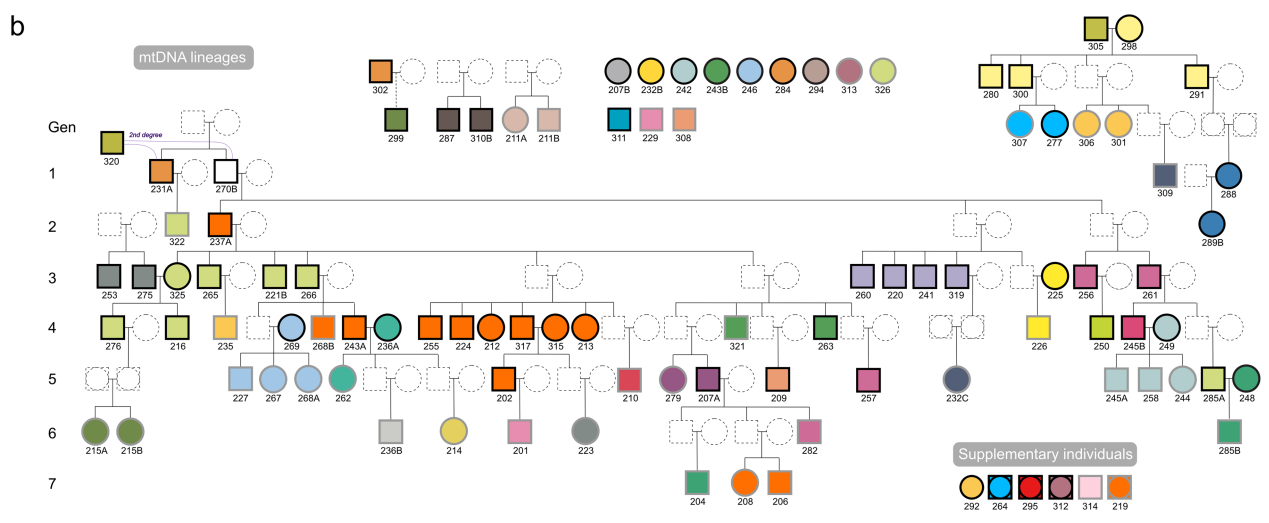 b
305 298
mtDNA lineages
302
207B 232B 242 243B 246 284 294 313 326
280 300 291
Gen
299 287 310B 211A 211B
311 229 308
307 277 306 301
320 2nd degree
1
231A 270B
309 288
2
322 237A
289B
3
253 275 325 265 221B 266
260 220 241 319 225 256 261
4
276 216 235 269 268B 243A 236A 255 224 212 317 315 213 321 263
226 250 245B 249
5
227 267 268A 262 202 210 279 207A 209 257 232C 245A 258 244 285A 248
6
215A 215B 236B 214 201 223 282 285B
Supplementary individuals
7
204 208 206
292 264 295 312 314 219